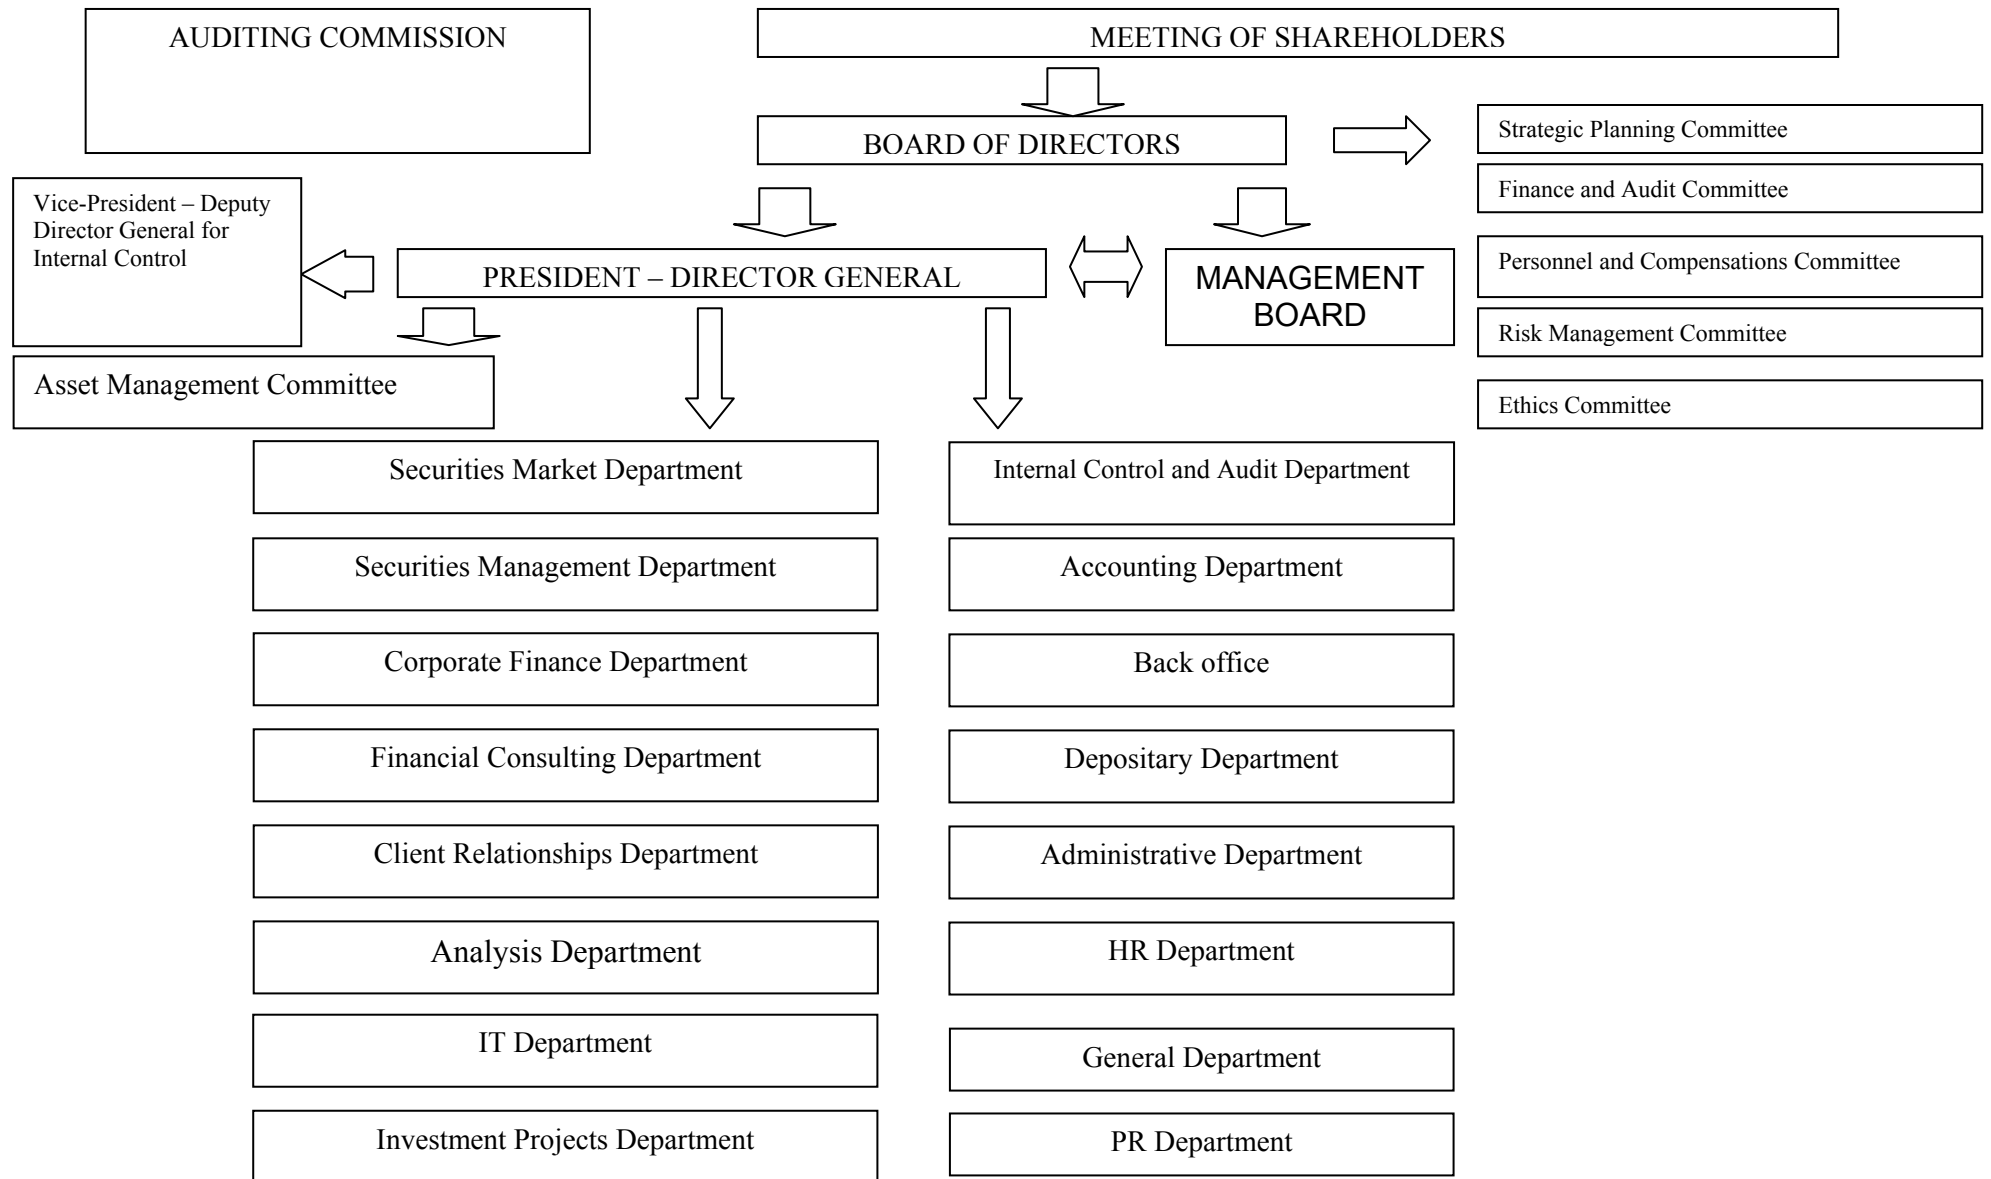 AUDITING COMMISSION
MEETING OF SHAREHOLDERS
BOARD OF DIRECTORS
Strategic Planning Committee
Finance and Audit Committee
Vice-President – Deputy
Director General for
Internal Control
PRESIDENT – DIRECTOR GENERAL
MANAGEMENT
BOARD
Personnel and Compensations Committee
Risk Management Committee
Asset Management Committee
Ethics Committee
Securities Market Department
Internal Control and Audit Department
Securities Management Department
Accounting Department
Corporate Finance Department
Back office
Financial Consulting Department
Depositary Department
Client Relationships Department
Administrative Department
Analysis Department
HR Department
IT Department
General Department
Investment Projects Department
PR Department